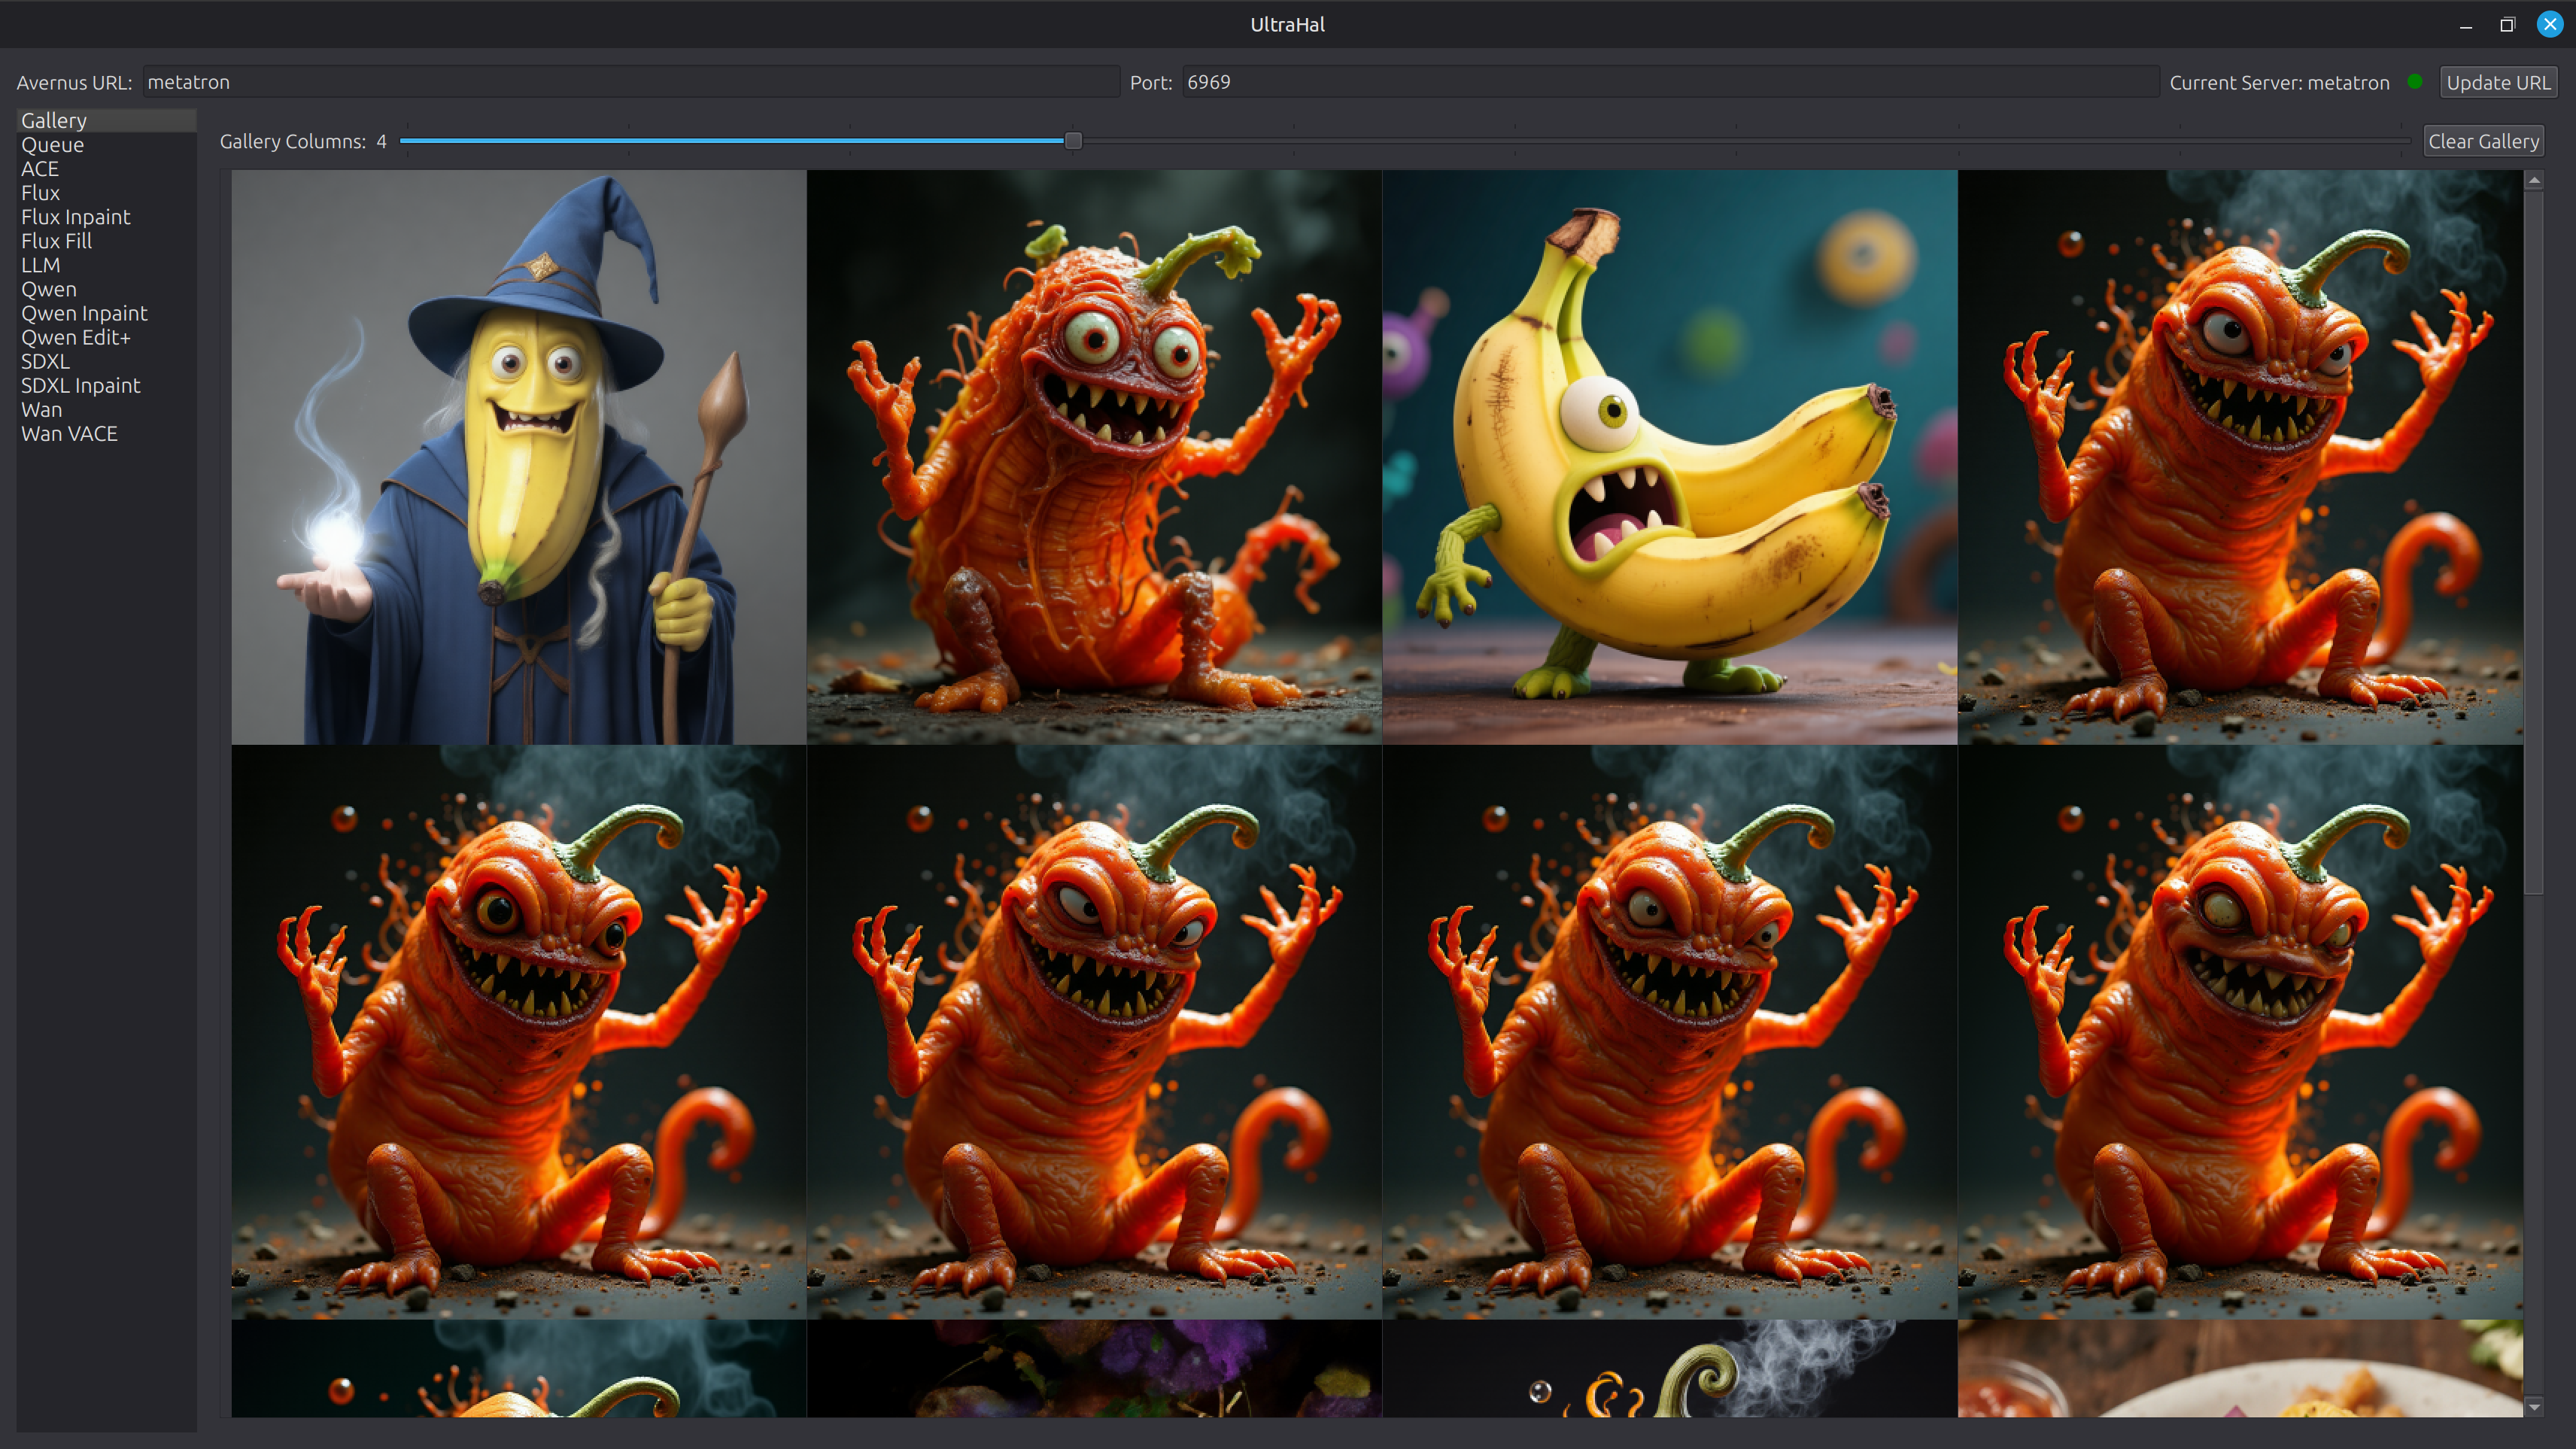 UltraHal
Avernus URL: metatron Port: 6969 Current Server: metatron Update URL
Gallery Columns: 4 Clear Gallery
Gallery
Queue
ACE
Flux
Flux Inpaint
Flux Fill
LLM
Qwen
Qwen Inpaint
Qwen Edit+
SDXL
SDXL Inpaint
Wan
Wan VACE